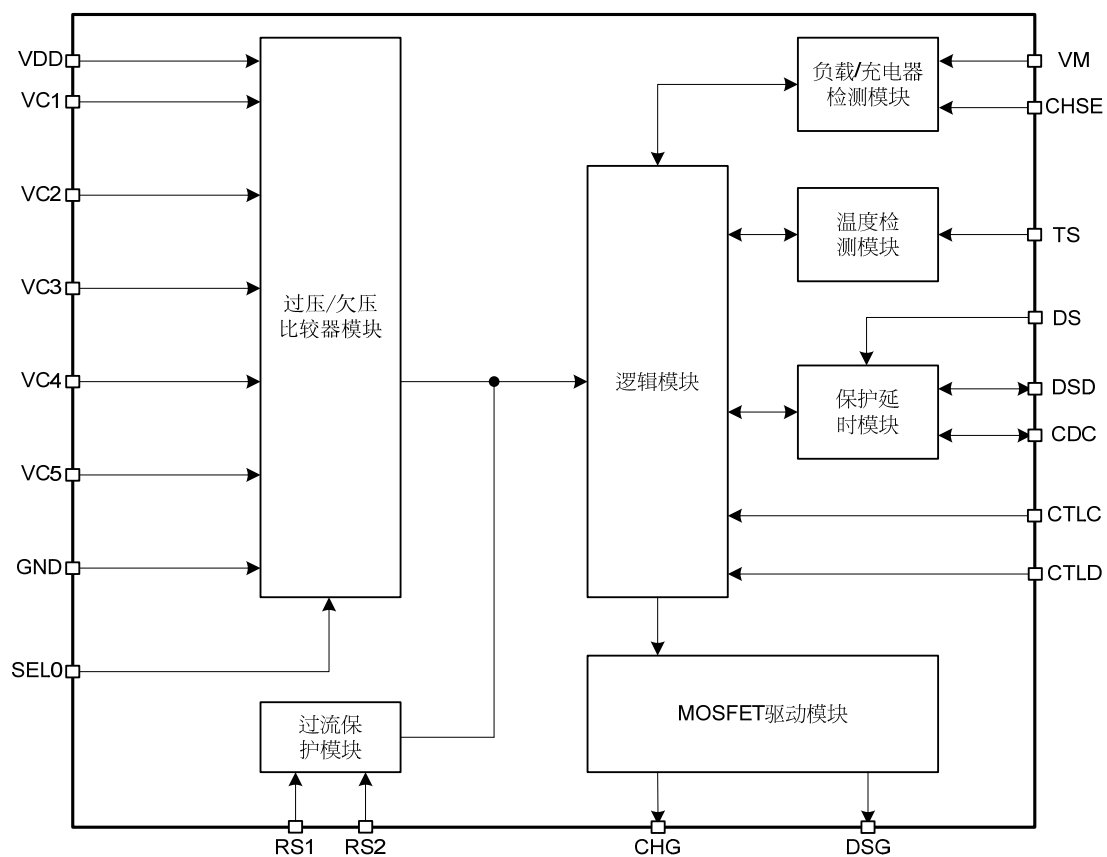 VDD
VC1
VC2
VC3
VC4
VC5
GND
SEL0
过压/欠压
比较器模块
过流保
护模块
RS1
RS2
逻辑模块
负载/充电器
检测模块
温度检
测模块
保护延
时模块
MOSFET驱动模块
CHG
DSG
VM
CHSE
TS
DS
DSD
CDC
CTLC
CTLD